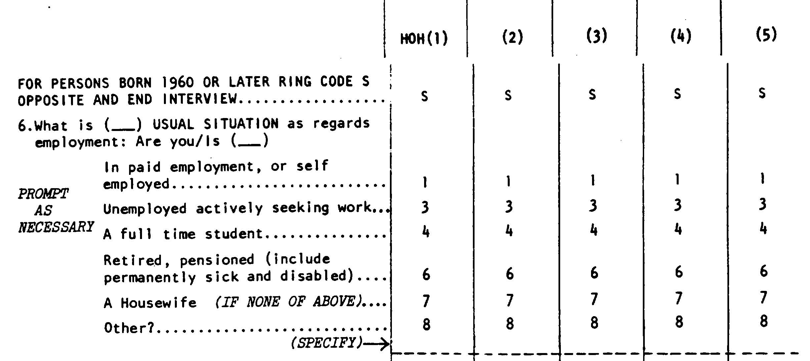 HOH(1) (2) (3) (4) (5)
FOR PERSONS BORN 1960 OR LATER RING CODE S
OPPOSITE AND END INTERVIEW.................. S S S S S
6.What is (__) USUAL SITUATION as regards
employment: Are you/Is (__)
In paid employment, or self
employed......................... 1 1 1 1 1
PROMPT
AS Unemployed actively seeking work... 3 3 3 3 3
NECESSARY A full time student.............. 4 4 4 4 4
Retired, pensioned (include
permanently sick and disabled).... 6 6 6 6 6
A Housewife (IF NONE OF ABOVE).... 7 7 7 7 7
Other?.......................... 8 8 8 8 8
(SPECIFY)→